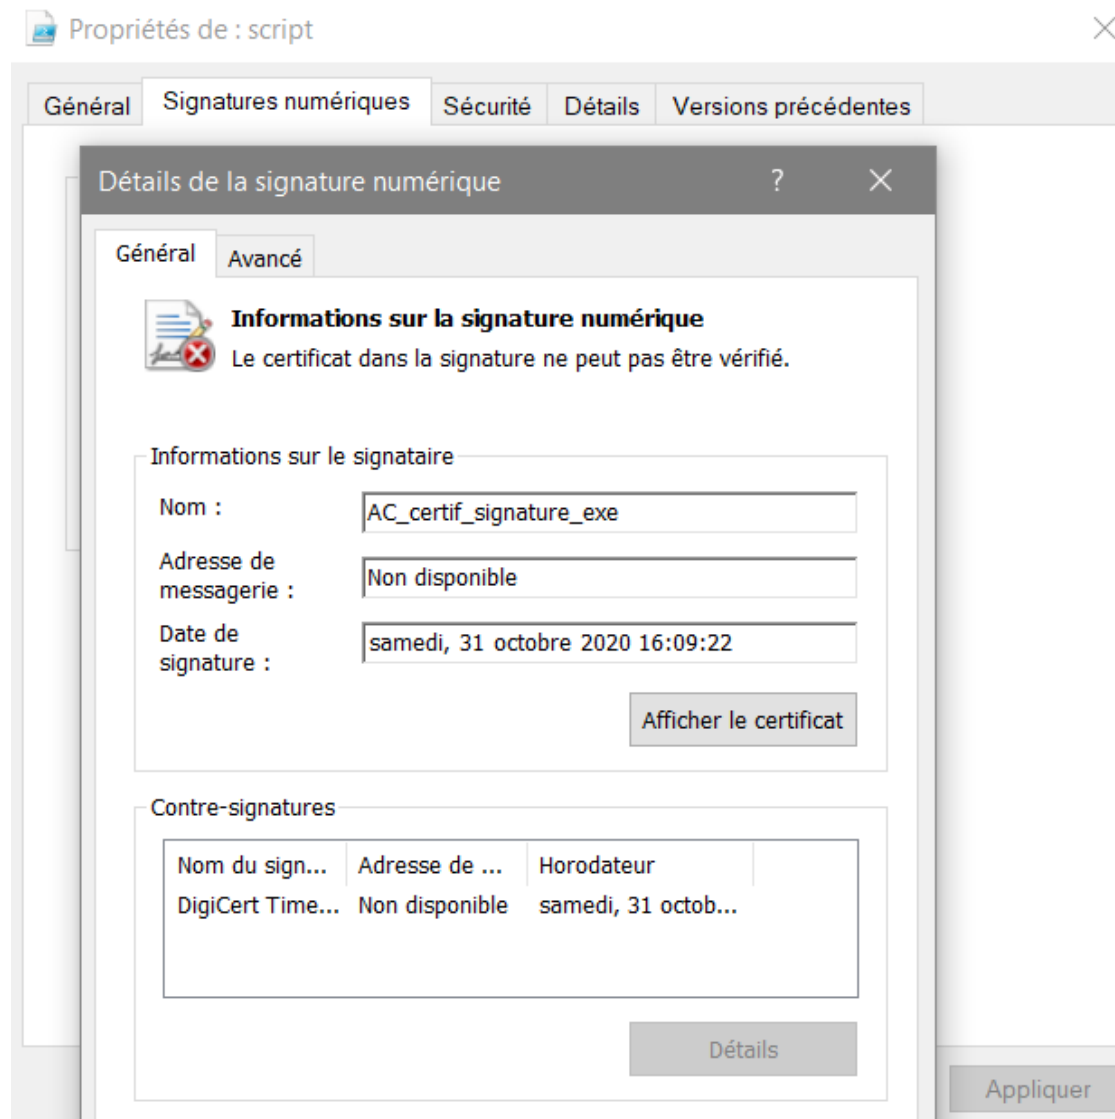 Propriétés de : script
Général Signatures numériques Sécurité Détails Versions précédentes
Détails de la signature numérique ?
Général Avancé
Informations sur la signature numérique
Le certificat dans la signature ne peut pas être vérifié.
Informations sur le signataire
Nom :
AC_certif_signature_exe
Adresse de
messagerie :
Non disponible
Date de
signature :
samedi, 31 octobre 2020 16:09:22
Afficher le certificat
Contre-signatures
Nom du sign... Adresse de ... Horodateur
DigiCert Time... Non disponible samedi, 31 octob...
Détails
Appliquer